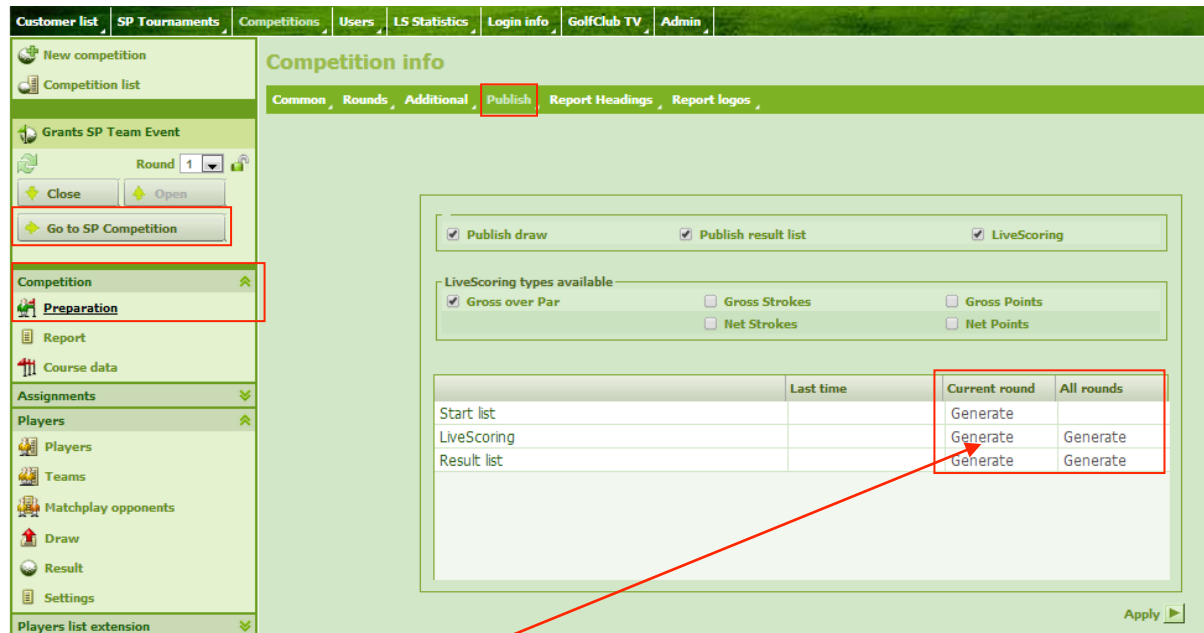 Customer list SP Tournaments Competitions Users LS Statistics Login info GolfClub TV Admin
New competition
Competition list
Grants SP Team Event
Round 1
Close Open
Go to SP Competition
Competition
Preparation
Report
Course data
Assignments
Players
Players
Teams
Matchplay opponents
Draw
Result
Settings
Players list extension
Competition info
Common Rounds Additional Publish Report Headings Report logos
Publish draw Publish result list LiveScoring
LiveScoring types available
Gross over Par Gross Strokes Gross Points
Net Strokes Net Points
Last time Current round All rounds
Start list Generate
LiveScoring Generate Generate
Result list Generate Generate
Apply